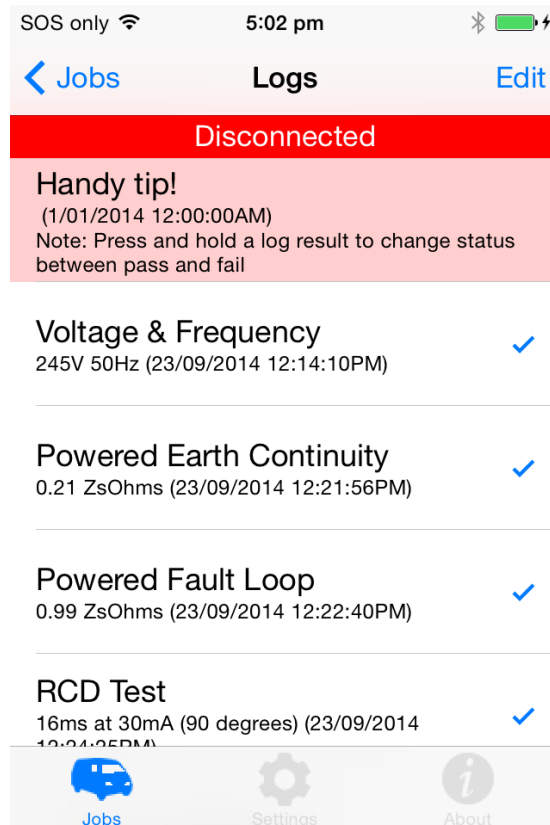 SOS only
5:02 pm
Jobs
Logs
Edit
Disconnected
Handy tip!
(1/01/2014 12:00:00AM)
Note: Press and hold a log result to change status
between pass and fail
Voltage & Frequency
245V 50Hz (23/09/2014 12:14:10PM)
Powered Earth Continuity
0.21 ZsOhms (23/09/2014 12:21:56PM)
Powered Fault Loop
0.99 ZsOhms (23/09/2014 12:22:40PM)
RCD Test
16ms at 30mA (90 degrees) (23/09/2014
12:24:25PM)
Jobs
Settings
About